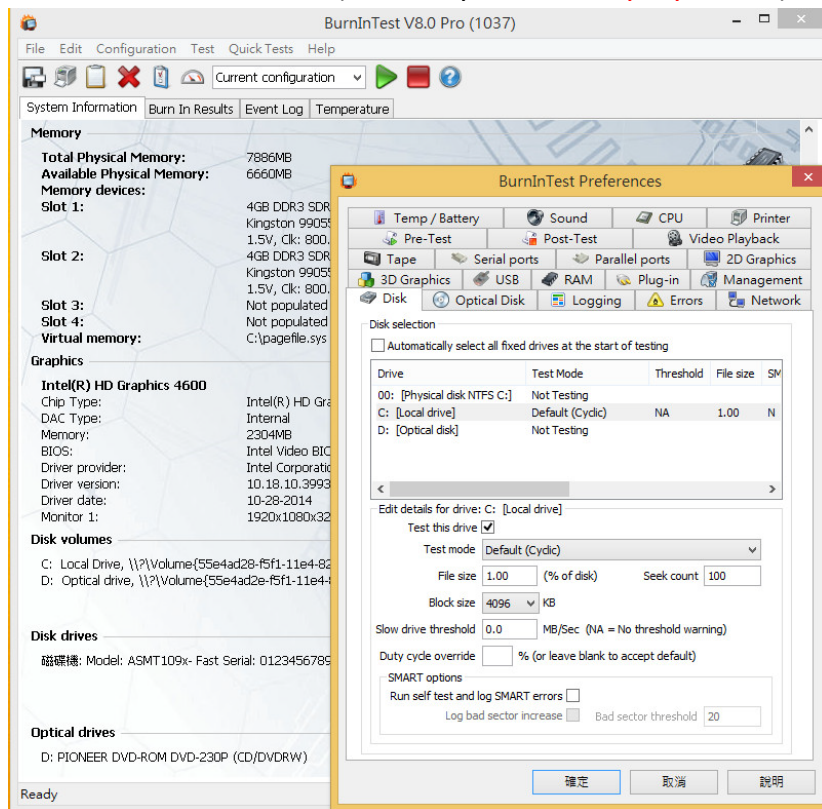 BurnInTest V8.0 Pro (1037)
File Edit Configuration Test QuickTests Help
Current configuration
System Information Burn In Results Event Log Temperature
Memory
Total Physical Memory: 7886MB
Available Physical Memory: 6660MB
Memory devices:
Slot 1: 4GB DDR3 SDR
Kingston 99055
1.5V, Clk: 800.
Slot 2: 4GB DDR3 SDR
Kingston 99055
1.5V, Clk: 800.
Slot 3: Not populated
Slot 4: Not populated
Virtual memory: C:\pagefile.sys
Graphics
Intel(R) HD Graphics 4600
Chip Type: Intel(R) HD Gra
DAC Type: Internal
Memory: 2304MB
BIOS: Intel Video BIO
Driver provider: Intel Corporatio
Driver version: 10.18.10.3993
Driver date: 10-28-2014
Monitor 1: 1920x1080x32
Disk volumes
C: Local Drive, \\?\Volume{55e4ad28-f5f1-11e4-82
D: Optical drive, \\?\Volume{55e4ad2e-f5f1-11e4-
Disk drives
磁碟機: Model: ASMT109x- Fast Serial: 0123456789
Optical drives
D: PIONEER DVD-ROM DVD-230P (CD/DVDRW)
Ready
BurnInTest Preferences
Temp / Battery Sound CPU Printer
Pre-Test Post-Test Video Playback
Tape Serial ports Parallel ports 2D Graphics
3D Graphics USB RAM Plug-in Management
Disk Optical Disk Logging Errors Network
Disk selection
Automatically select all fixed drives at the start of testing
Drive Test Mode Threshold File size SM
00: [Physical disk NTFS C:] Not Testing
C: [Local drive] Default (Cyclic) NA 1.00 N
D: [Optical disk] Not Testing
Edit details for drive: C: [Local drive]
Test this drive
Test mode Default (Cyclic)
File size 1.00 (% of disk) Seek count 100
Block size 4096 KB
Slow drive threshold 0.0 MB/Sec (NA = No threshold warning)
Duty cycle override % (or leave blank to accept default)
SMART options
Run self test and log SMART errors
Log bad sector increase Bad sector threshold 20
確定 取消 說明